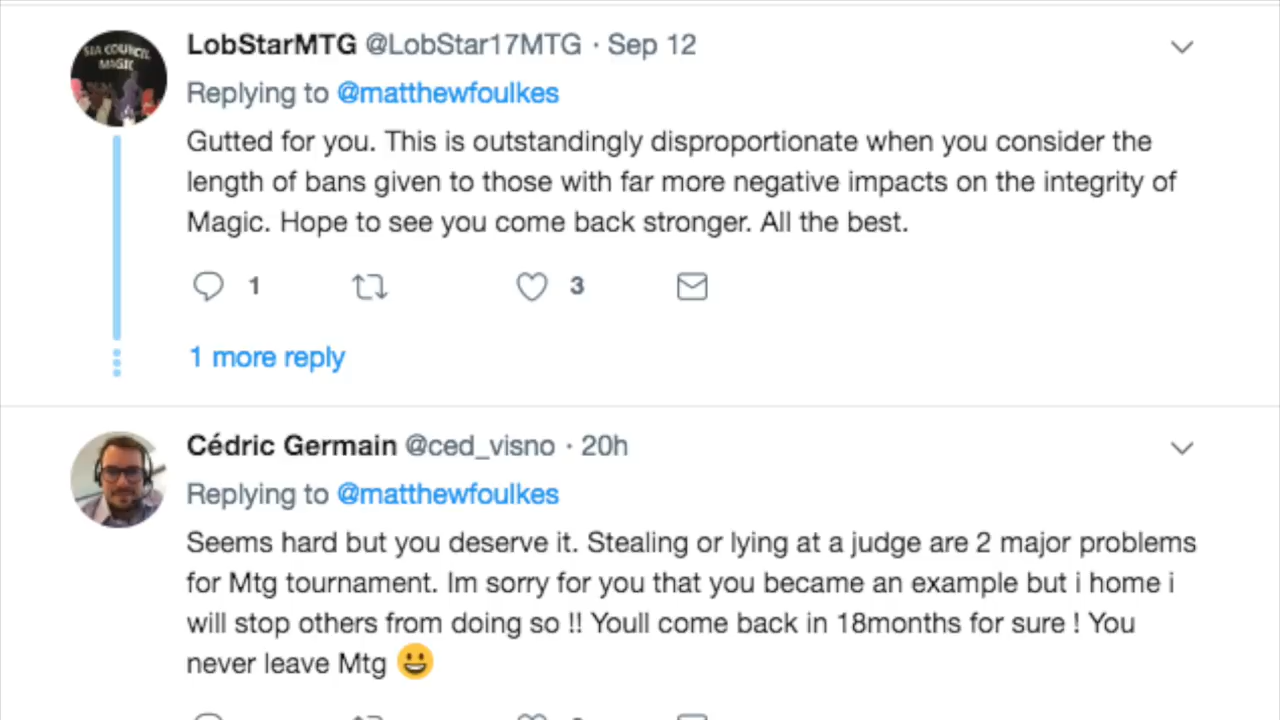 SIA COUNCIL
MAGIC
LobStarMTG @LobStar17MTG · Sep 12
Replying to @matthewfoulkes
Gutted for you. This is outstandingly disproportionate when you consider the
length of bans given to those with far more negative impacts on the integrity of
Magic. Hope to see you come back stronger. All the best.
1 3
1 more reply
Cédric Germain @ced_visno · 20h
Replying to @matthewfoulkes
Seems hard but you deserve it. Stealing or lying at a judge are 2 major problems
for Mtg tournament. Im sorry for you that you became an example but i home i
will stop others from doing so !! Youll come back in 18months for sure ! You
never leave Mtg 😀